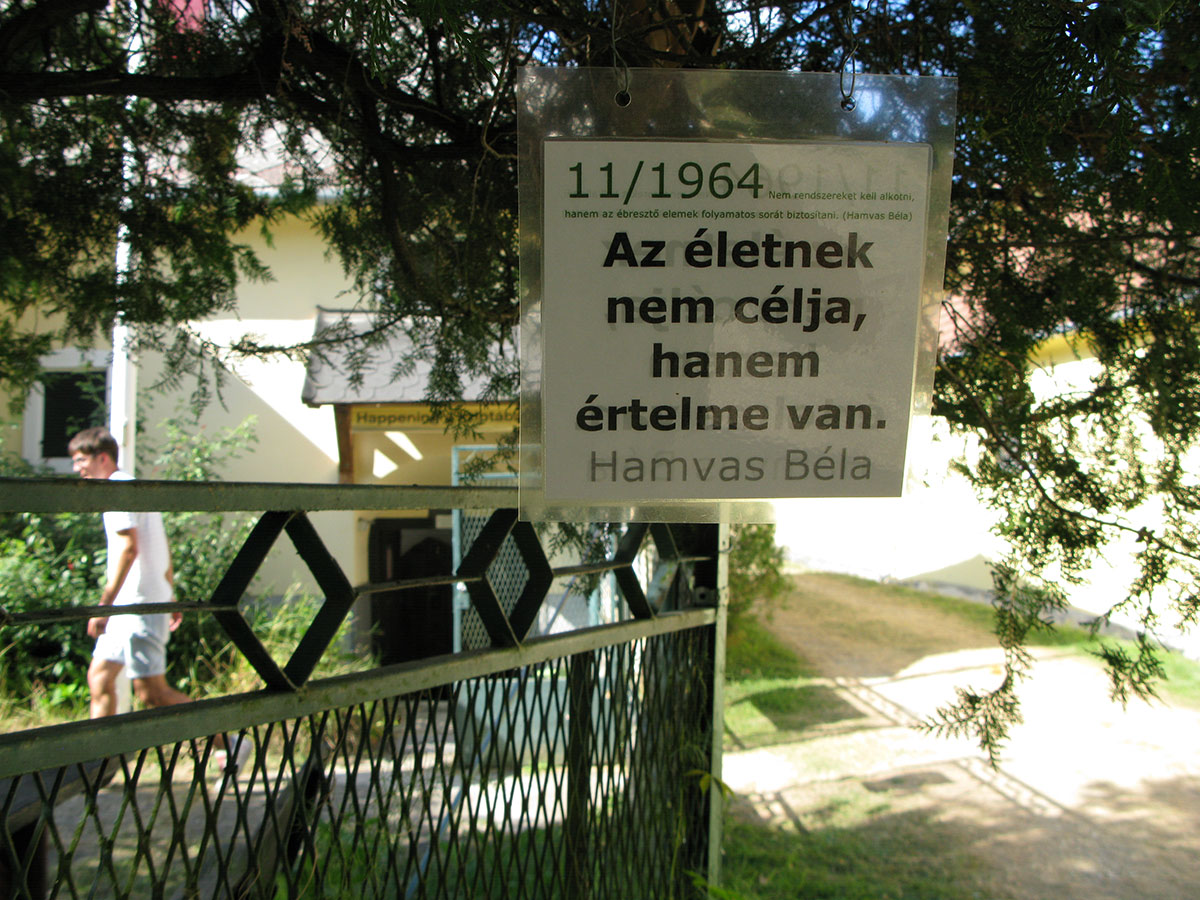 11/1964 Nem rendszereket kell alkotni,
hanem az ébresztő elemek folyamatos sorát biztosítani. (Hamvas Béla)
Az életnek
nem célja,
hanem
értelme van.
Hamvas Béla